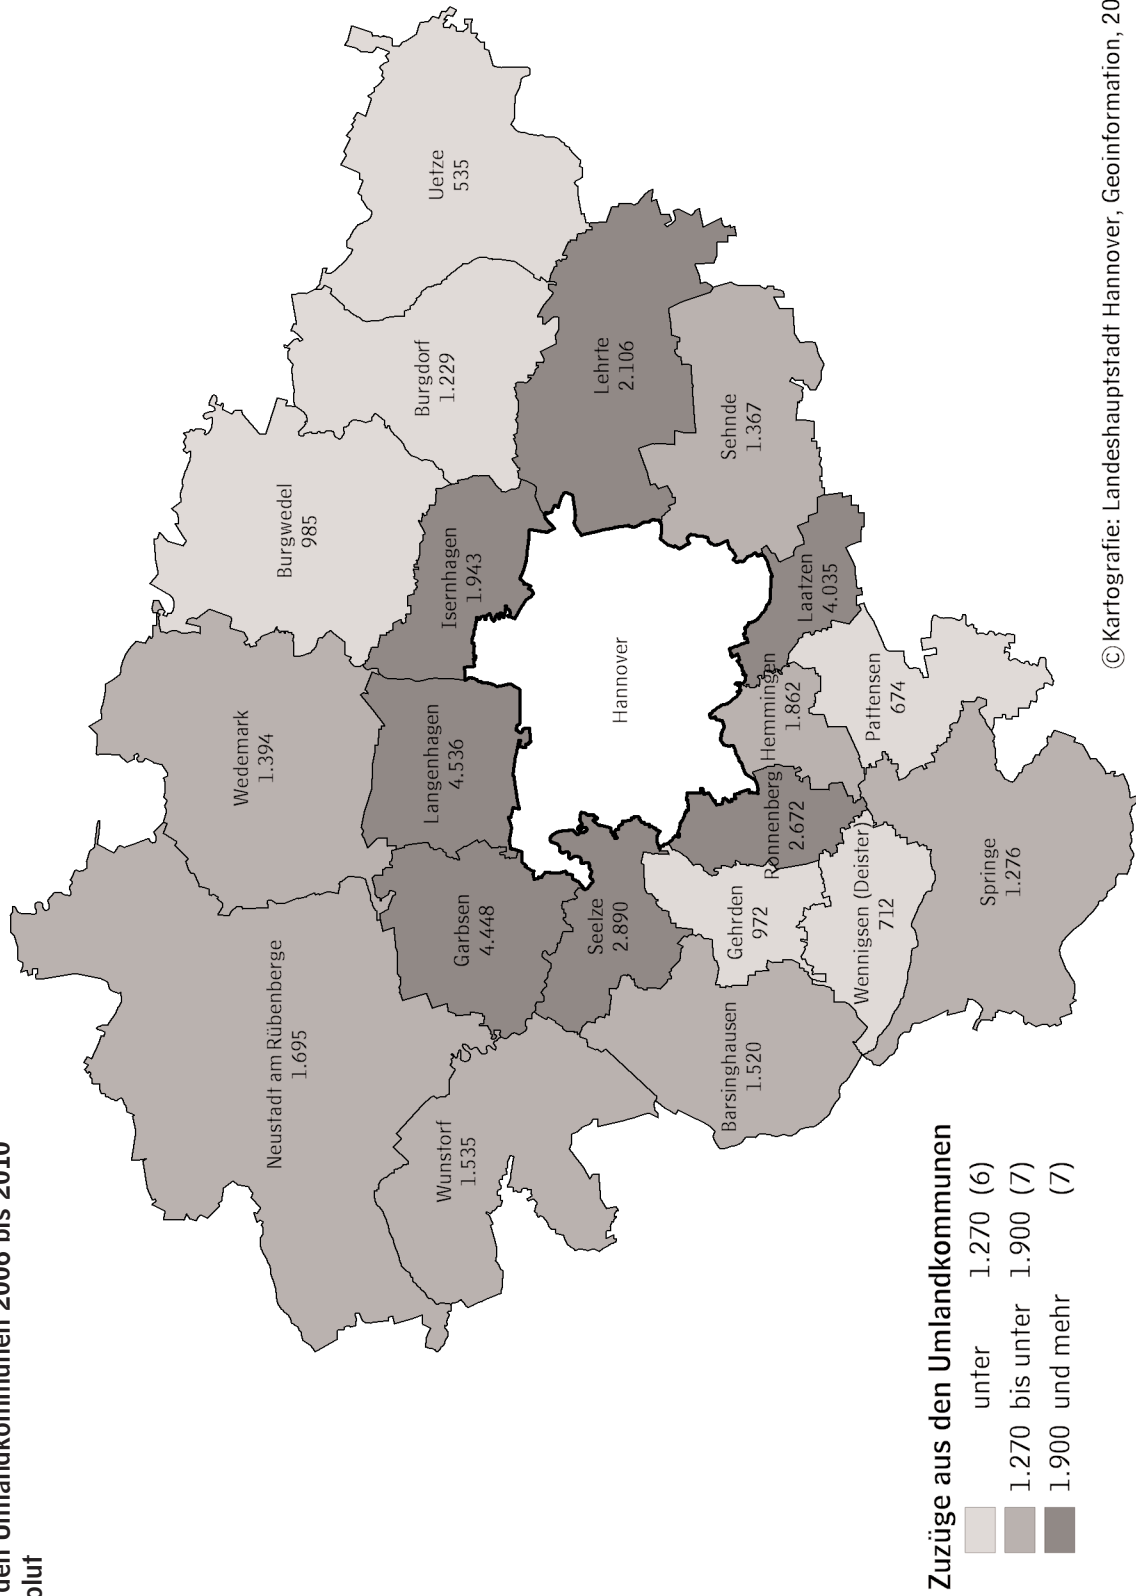 den Umlandkommunen 2006 bis 2010
olut
Wedemark
1.394
Neustadt am Rübenberge
1.695
Burgwedel
985
Burgdorf
1.229
Uetze
535
Wunstorf
1.535
Garbsen
4.448
Langenhagen
4.536
Isernhagen
1.943
Seelze
2.890
Hannover
Lehrte
2.106
Barsinghausen
1.520
Gehrden
972
Ronnenberg
2.672
Hemmingen
1.862
Sehnde
1.367
Laatzen
4.035
Wennigsen (Deister)
712
Pattensen
674
Springe
1.276
Zuzüge aus den Umlandkommunen
unter 1.270 (6)
1.270 bis unter 1.900 (7)
1.900 und mehr (7)
© Kartografie: Landeshauptstadt Hannover, Geoinformation, 20